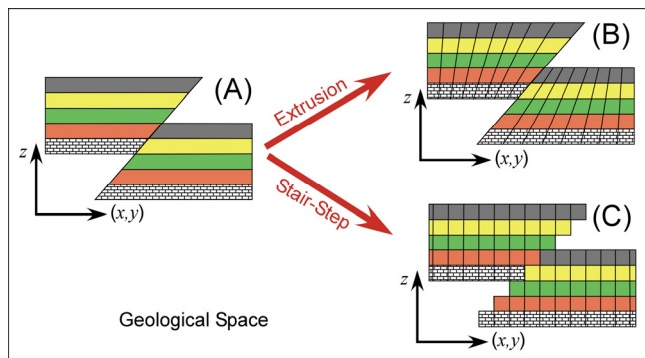 (A)
z
(x,y)
Extrusion
Stair-Step
(B)
z
(x,y)
(C)
z
(x,y)
Geological Space